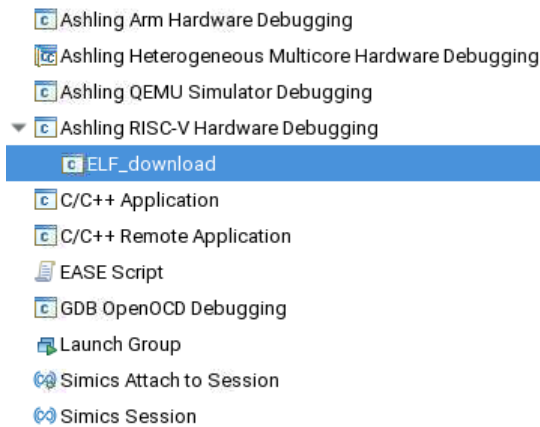 Ashling Arm Hardware Debugging
Ashling Heterogeneous Multicore Hardware Debugging
Ashling QEMU Simulator Debugging
Ashling RISC-V Hardware Debugging
ELF_download
C/C++ Application
C/C++ Remote Application
EASE Script
GDB OpenOCD Debugging
Launch Group
Simics Attach to Session
Simics Session